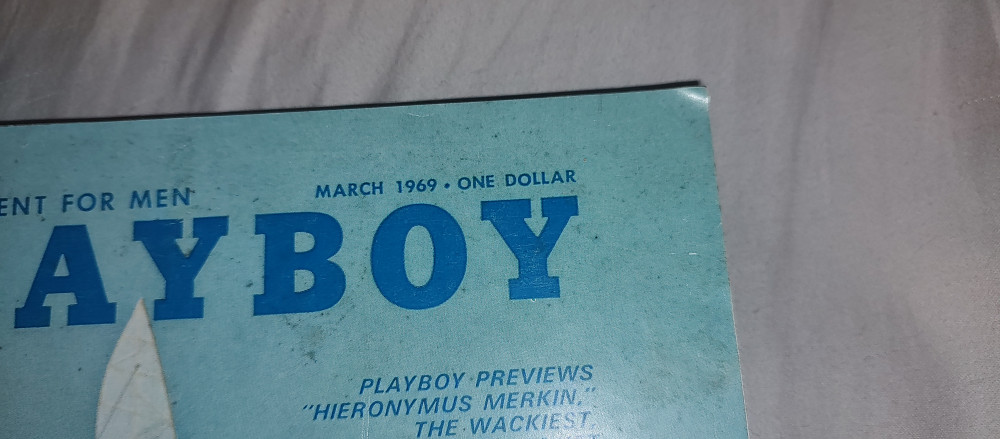 ENT FOR MEN MARCH 1969 • ONE DOLLAR
AYBOY
PLAYBOY PREVIEWS
"HIERONYMUS MERKIN,"
THE WACKIEST,